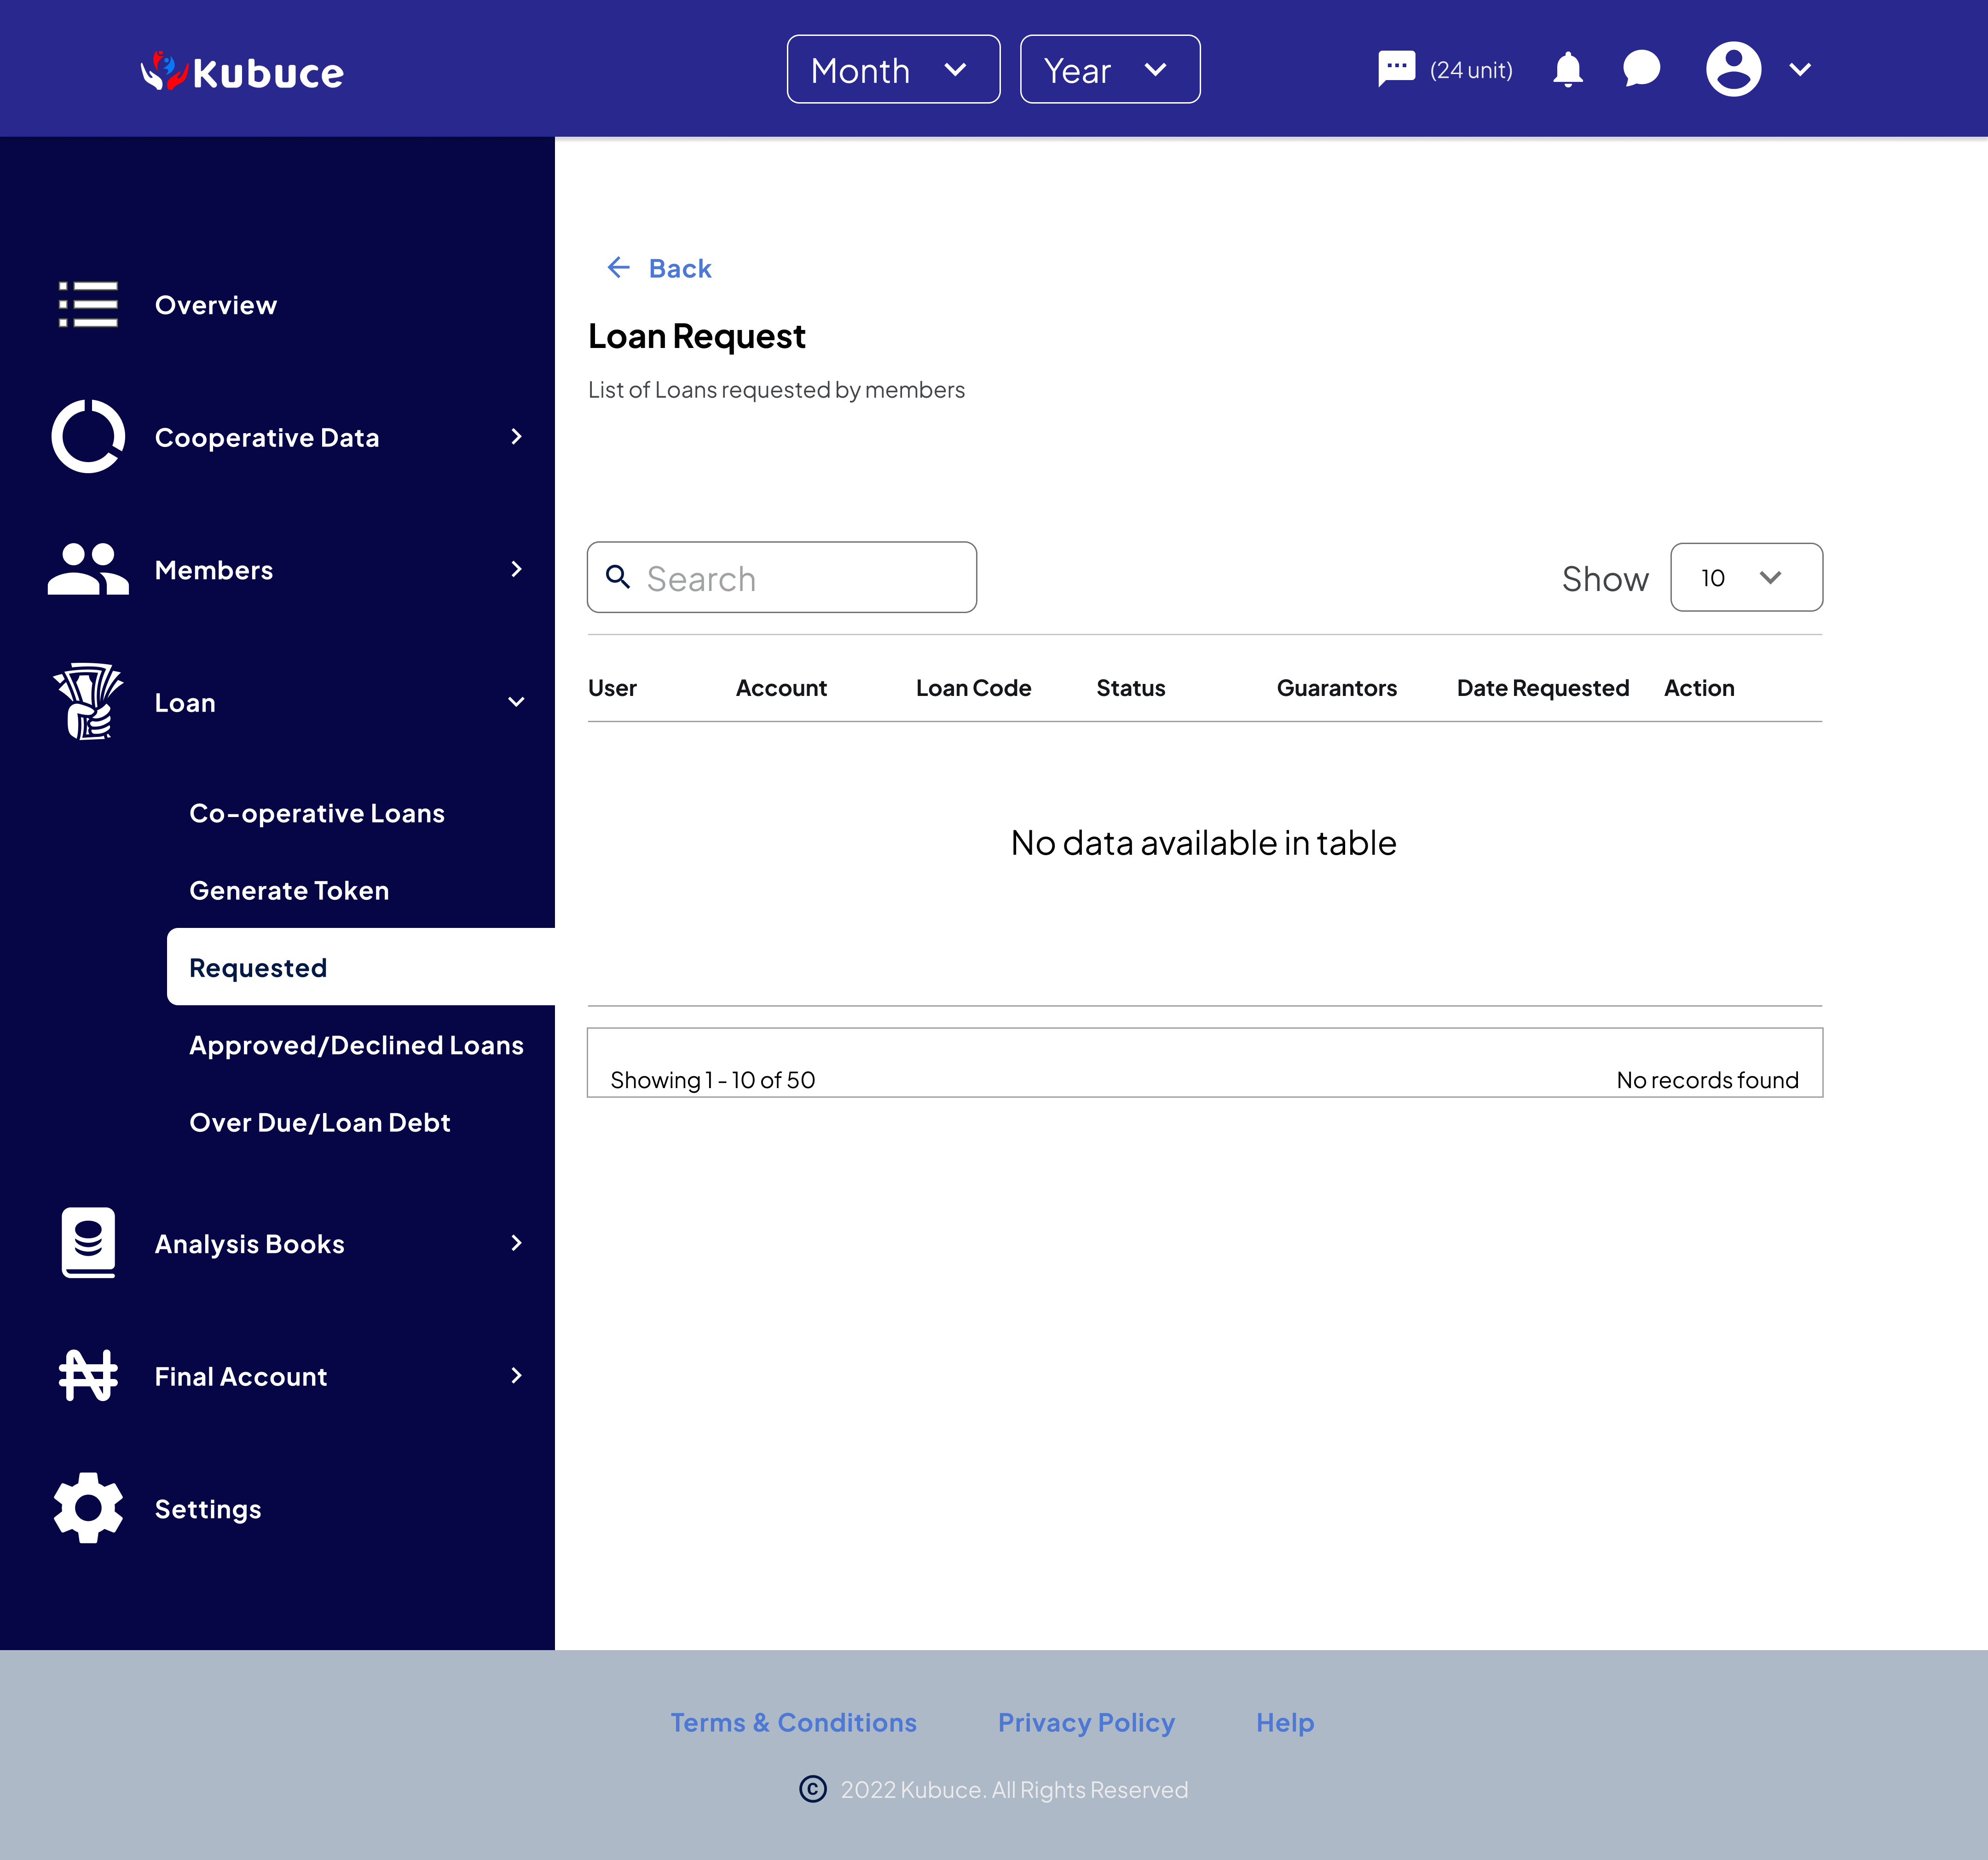 Kubuce
Month
Year
(24 unit)
Overview
Cooperative Data
Members
Loan
Co-operative Loans
Generate Token
Requested
Approved/Declined Loans
Over Due/Loan Debt
Analysis Books
Final Account
Settings
Back
Loan Request
List of Loans requested by members
Search
Show 10
User Account Loan Code Status Guarantors Date Requested Action
No data available in table
Showing 1 - 10 of 50 No records found
Terms & Conditions Privacy Policy Help
© 2022 Kubuce. All Rights Reserved